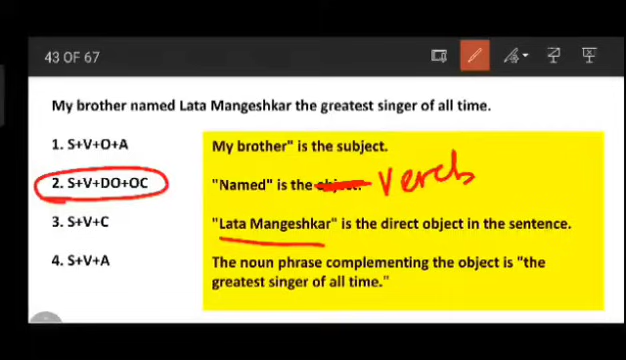 43 OF 67
My brother named Lata Mangeshkar the greatest singer of all time.
1. S+V+O+A
My brother" is the subject.
2. S+V+DO+OC
"Named" is the object. Verb
3. S+V+C
"Lata Mangeshkar" is the direct object in the sentence.
4. S+V+A
The noun phrase complementing the object is "the
greatest singer of all time."